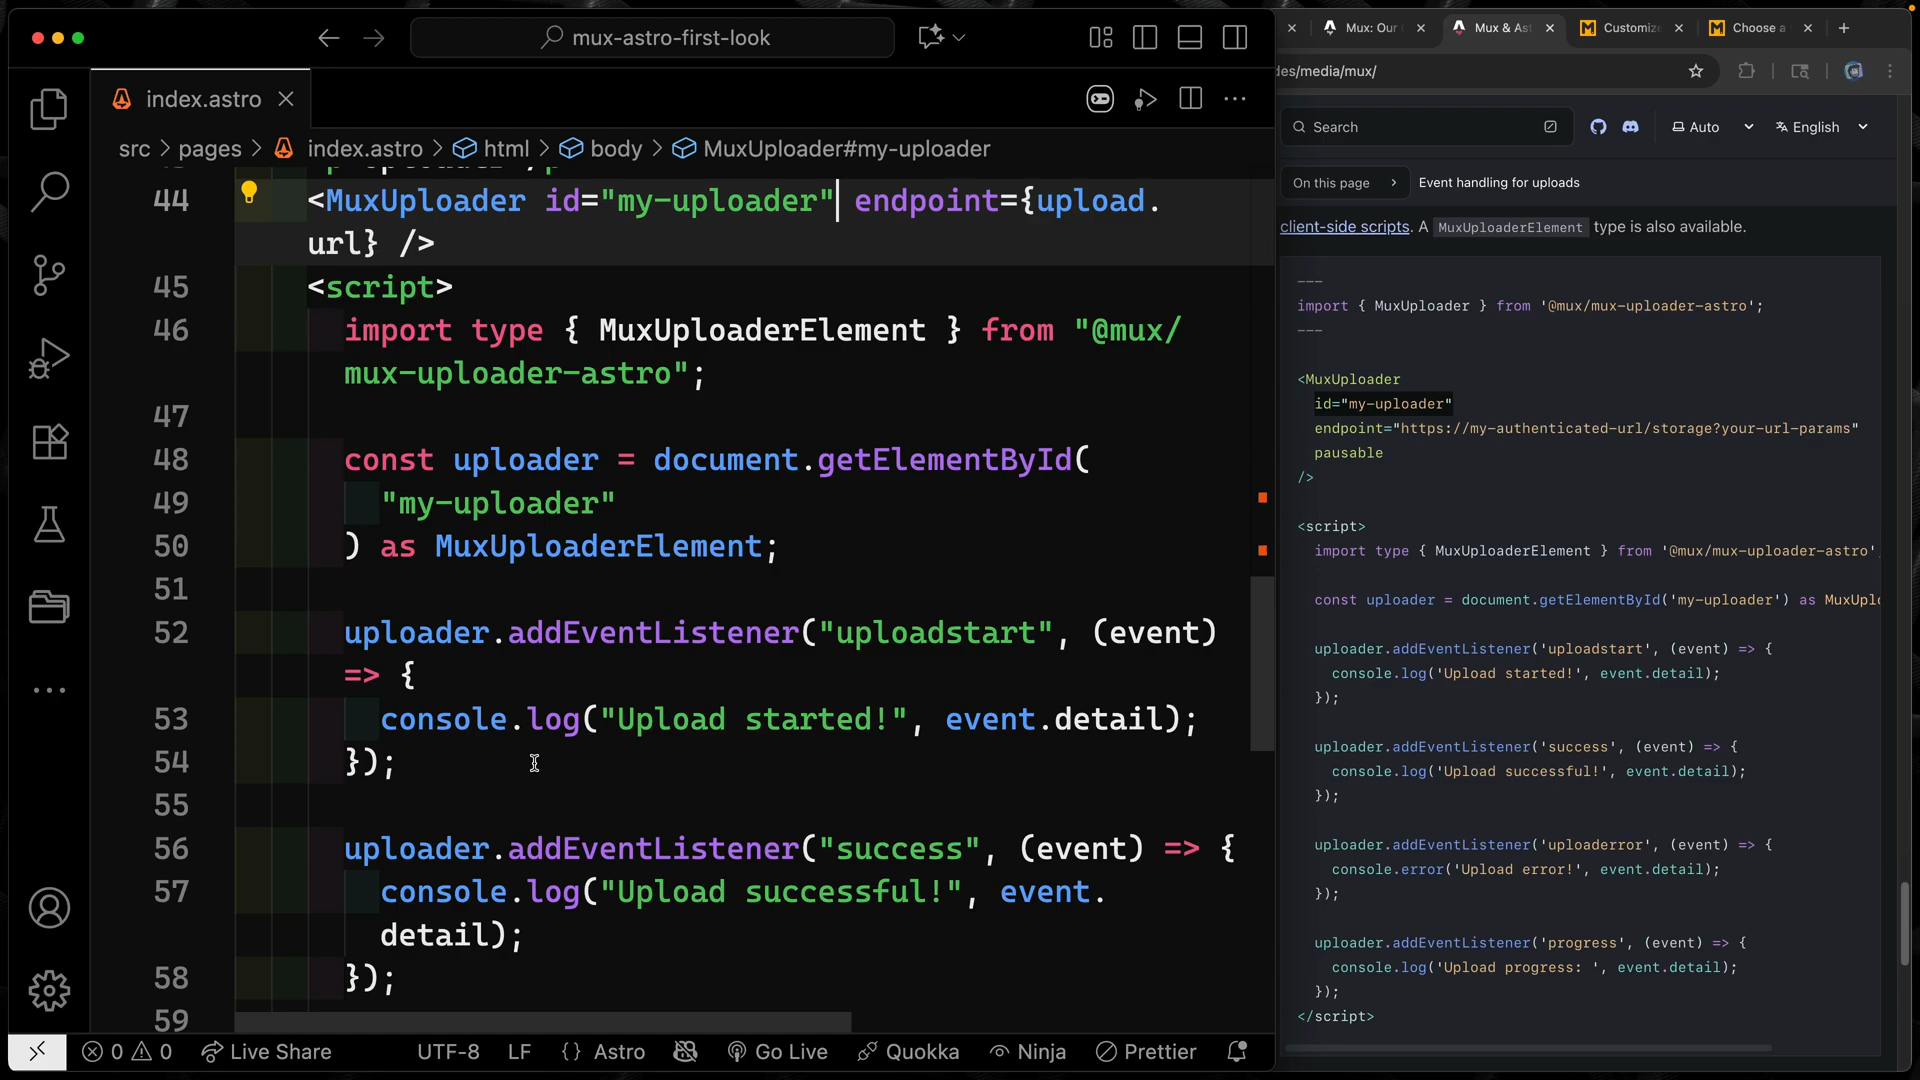 mux-astro-first-look
index.astro
src > pages > index.astro > html > body > MuxUploader#my-uploader
44 <MuxUploader id="my-uploader" endpoint={upload.
url} />
45 <script>
46 import type { MuxUploaderElement } from "@mux/
mux-uploader-astro";
47
48 const uploader = document.getElementById(
49 "my-uploader"
50 ) as MuxUploaderElement;
51
52 uploader.addEventListener("uploadstart", (event)
=> {
53 console.log("Upload started!", event.detail);
54 });
55
56 uploader.addEventListener("success", (event) => {
57 console.log("Upload successful!", event.
detail);
58 });
59
0 0 Live Share UTF-8 LF {} Astro Go Live Quokka Ninja Prettier
Mux: Our Mux & Ast Customiz Choose a
des/media/mux/
Search Auto English
On this page > Event handling for uploads
client-side scripts. A MuxUploaderElement type is also available.
---
import { MuxUploader } from '@mux/mux-uploader-astro';
---
<MuxUploader
id="my-uploader"
endpoint="https://my-authenticated-url/storage?your-url-params"
pausable
/>
<script>
import type { MuxUploaderElement } from '@mux/mux-uploader-astro'
const uploader = document.getElementById('my-uploader') as MuxUplo
uploader.addEventListener('uploadstart', (event) => {
console.log('Upload started!', event.detail);
});
uploader.addEventListener('success', (event) => {
console.log('Upload successful!', event.detail);
});
uploader.addEventListener('uploaderror', (event) => {
console.error('Upload error!', event.detail);
});
uploader.addEventListener('progress', (event) => {
console.log('Upload progress: ', event.detail);
});
</script>